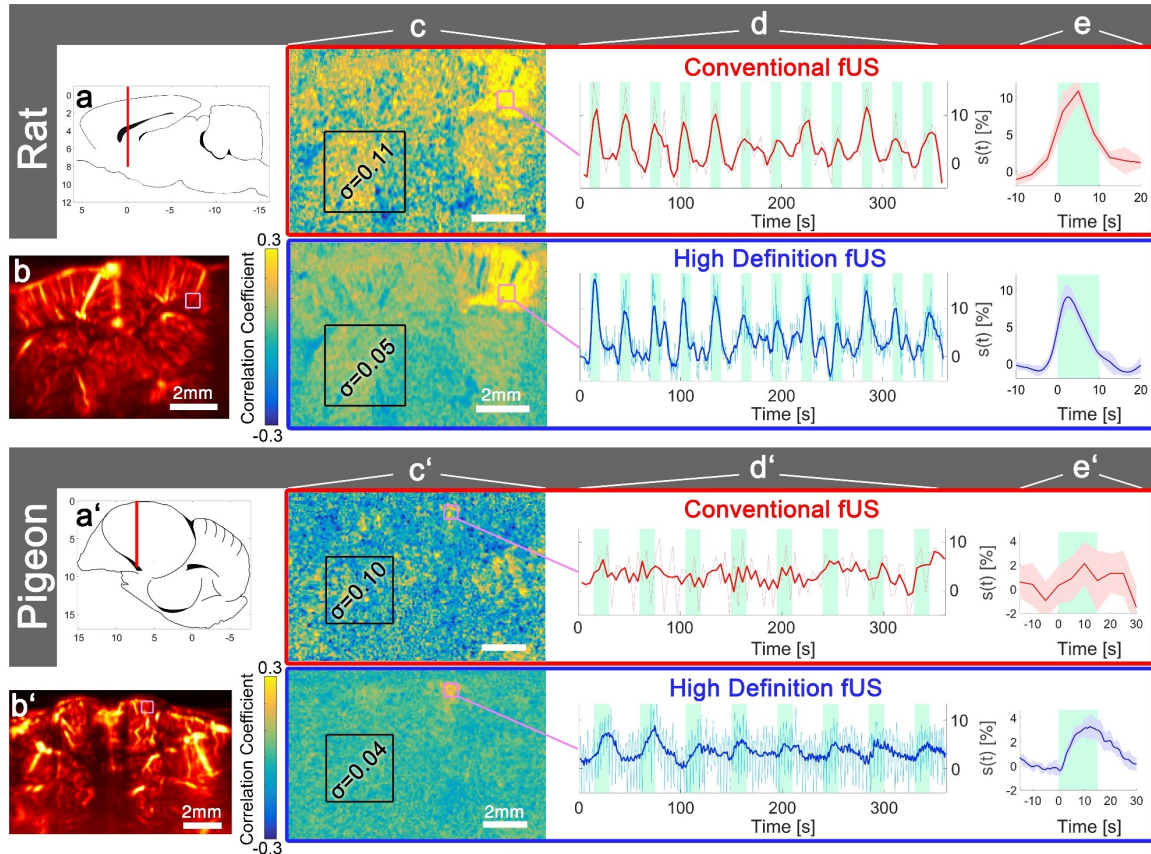 Rat
c
d
e
a
0
2
4
6
8
10
12
5
0
-5
-10
-15
σ=0.11
Conventional fUS
10
5
0
s(t) [%]
0
100
200
300
Time [s]
10
5
0
-10
0
10
20
Time [s]
b
2mm
0.3
Correlation Coefficient
-0.3
σ=0.05
2mm
High Definition fUS
10
0
s(t) [%]
0
100
200
300
Time [s]
10
5
0
-10
0
10
20
Time [s]
Pigeon
c‘
d‘
e‘
a‘
0
5
10
15
15
10
5
0
-5
σ=0.10
Conventional fUS
10
0
s(t) [%]
0
100
200
300
Time [s]
4
2
0
-2
-10
0
10
20
30
Time [s]
b‘
2mm
0.3
Correlation Coefficient
-0.3
σ=0.04
2mm
High Definition fUS
10
0
s(t) [%]
0
100
200
300
Time [s]
4
2
0
-2
-10
0
10
20
30
Time [s]